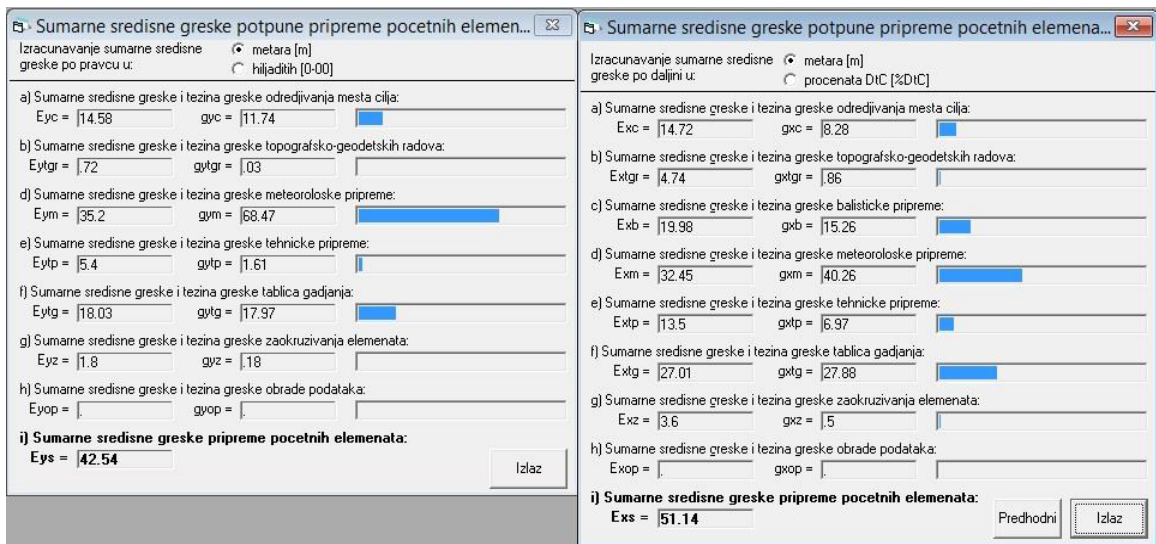 Sumarne sredisne greske potpune pripreme pocetnih elemen...
Izracunavanje sumarne sredisne
greske po pravcu u:
metara [m]
hiljaditih [0-00]
a) Sumarne sredisne greske i tezina greske odredjivanja mesta cilja:
Eyc = 14.58 gyc = 11.74
b) Sumarne sredisne greske i tezina greske topografsko-geodetskih radova:
Eytgr = .72 gytgr = .03
d) Sumarne sredisne greske i tezina greske meteoroloske pripreme:
Eym = 35.2 gym = 68.47
e) Sumarne sredisne greske i tezina greske tehnicke pripreme:
Eytp = 5.4 gytp = 1.61
f) Sumarne sredisne greske i tezina greske tablica gadjanja:
Eytg = 18.03 gytg = 17.97
g) Sumarne sredisne greske i tezina greske zaokruzivanja elemenata:
Eyz = 1.8 gyz = .18
h) Sumarne sredisne greske i tezina greske obrade podataka:
Eyop = . gyop = .
i) Sumarne sredisne greske pripreme pocetnih elemenata:
Eys = 42.54
Izlaz
Sumarne sredisne greske potpune pripreme pocetnih elemena...
Izracunavanje sumarne sredisne
greske po daljini u:
metara [m]
procenata DtC [%DtC]
a) Sumarne sredisne greske i tezina greske odredjivanja mesta cilja:
Exc = 14.72 gxc = 8.28
b) Sumarne sredisne greske i tezina greske topografsko-geodetskih radova:
Extgr = 4.74 gxtgr = .86
c) Sumarne sredisne greske i tezina greske balisticke pripreme:
Exb = 19.98 gxb = 15.26
d) Sumarne sredisne greske i tezina greske meteoroloske pripreme:
Exm = 32.45 gxm = 40.26
e) Sumarne sredisne greske i tezina greske tehnicke pripreme:
Extp = 13.5 gxtp = 6.97
f) Sumarne sredisne greske i tezina greske tablica gadjanja:
Extg = 27.01 gxtg = 27.88
g) Sumarne sredisne greske i tezina greske zaokruzivanja elemenata:
Exz = 3.6 gxz = .5
h) Sumarne sredisne greske i tezina greske obrade podataka:
Exop = . gxop = .
i) Sumarne sredisne greske pripreme pocetnih elemenata:
Exs = 51.14
Predhodni
Izlaz